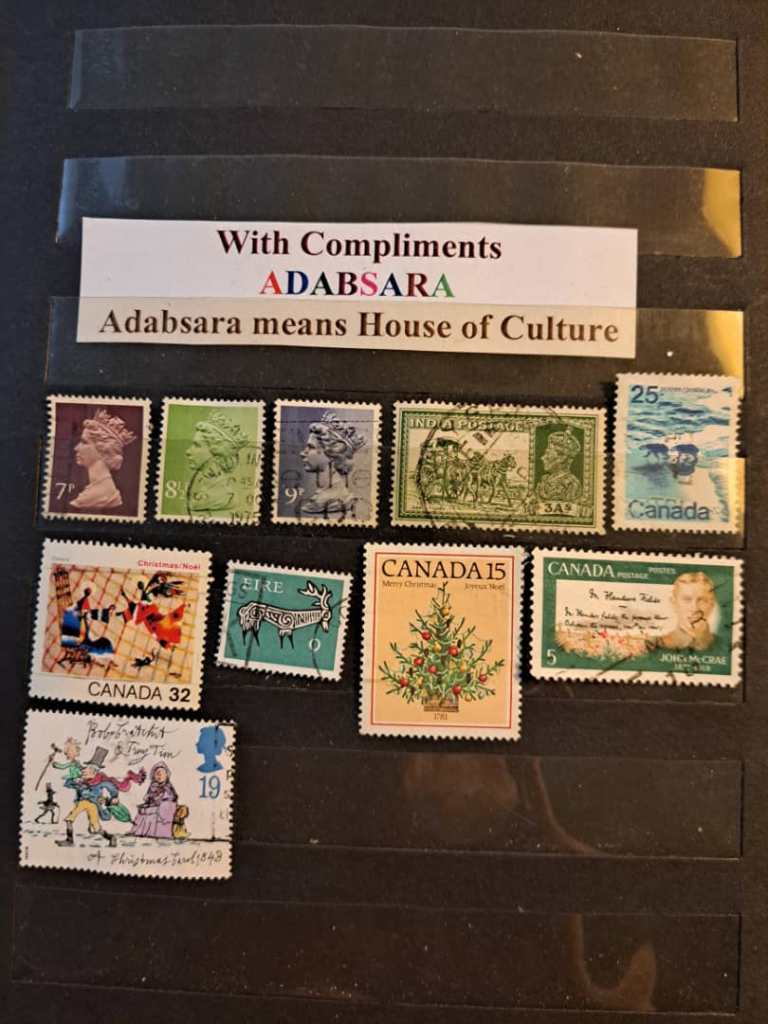 With Compliments
ADABSARA
Adabsara means House of Culture
7P
8½
9P
INDIA POSTAGE
3AS
25
Canada
Christmas/Noël
CANADA 32
EIRE
0
CANADA 15
Merry Christmas Joyeux Noël
1781
CANADA POSTAGE POSTES
In Flanders Fields
5
JOHN McCRAE
Bob Cratchit
& Tiny Tim
19
A Christmas Carol 1843